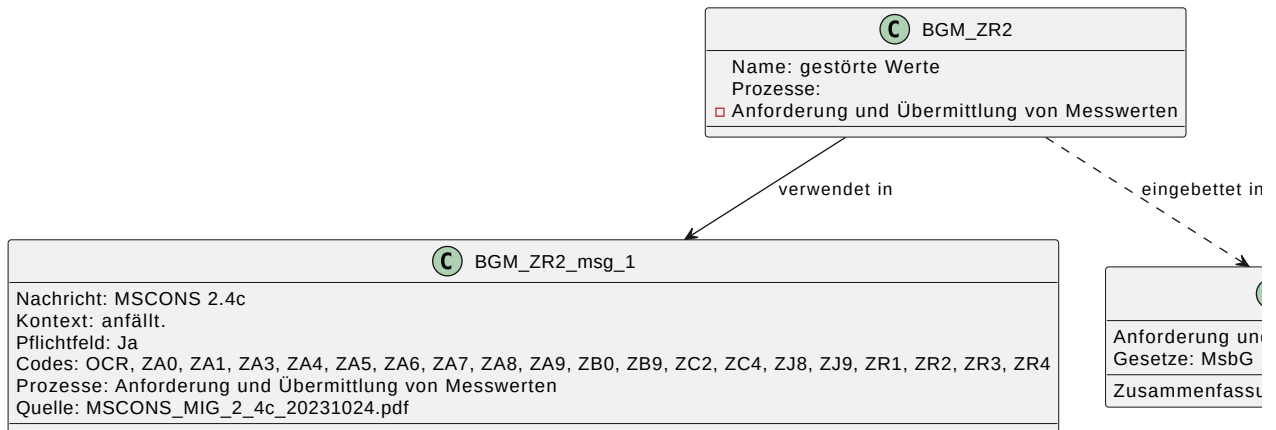 C BGM_ZR2
Name: gestörte Werte
Prozesse:
Anforderung und Übermittlung von Messwerten
verwendet in
eingebettet in
C BGM_ZR2_msg_1
Nachricht: MSCONS 2.4c
Kontext: anfällt.
Pflichtfeld: Ja
Codes: OCR, ZA0, ZA1, ZA3, ZA4, ZA5, ZA6, ZA7, ZA8, ZA9, ZB0, ZB9, ZC2, ZC4, ZJ8, ZJ9, ZR1, ZR2, ZR3, ZR4
Prozesse: Anforderung und Übermittlung von Messwerten
Quelle: MSCONS_MIG_2_4c_20231024.pdf
Anforderung und
Gesetze: MsbG